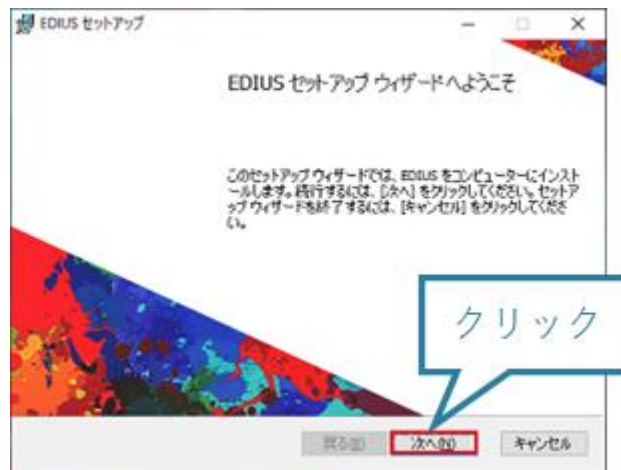 EDIUS セットアップ
EDIUS セットアップ ウィザードへようこそ
このセットアップ ウィザードでは、EDIUS をコンピューターにインスト
ールします。続行するには、[次へ] をクリックしてください。セットア
ップ ウィザードを終了するには、[キャンセル] をクリックしてくださ
い。
クリック
戻る(B) 次へ(N) キャンセル